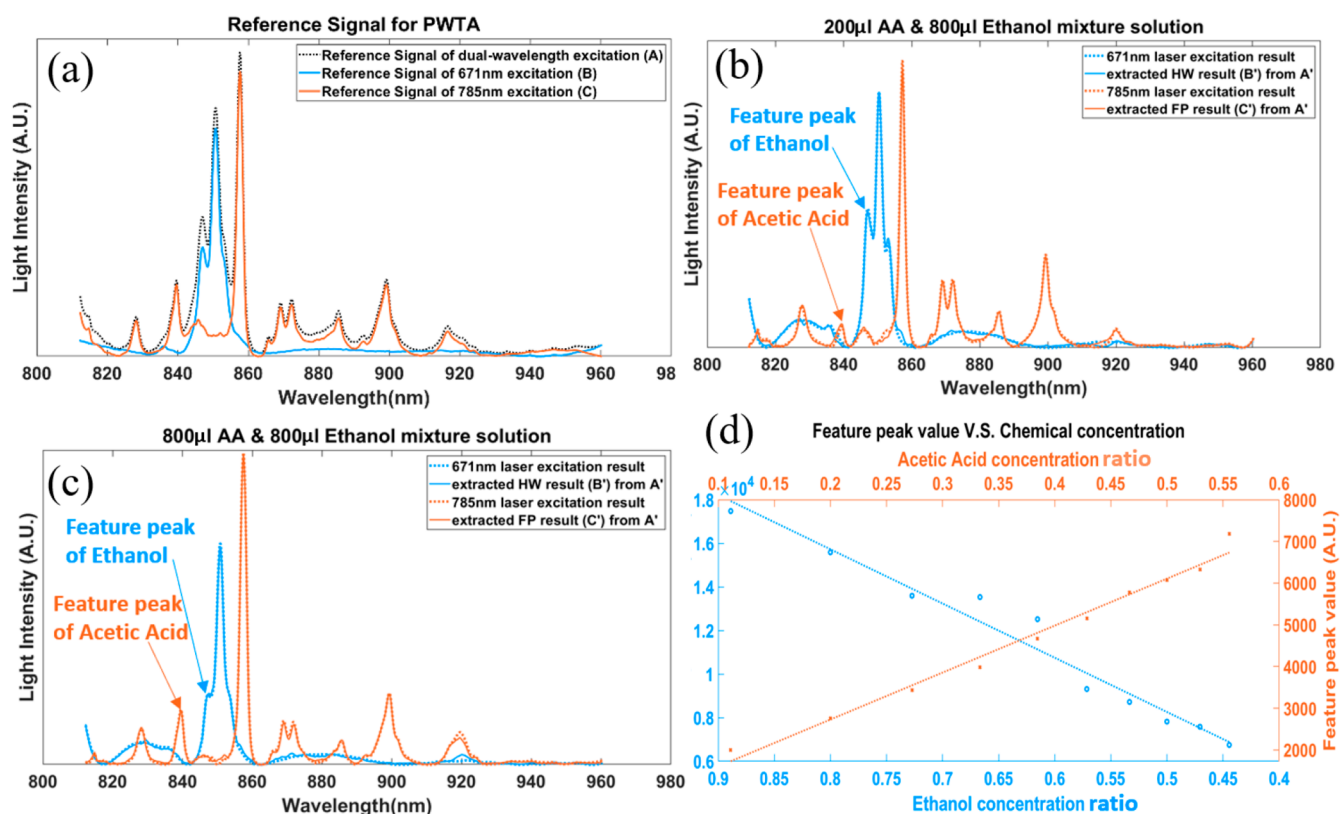 (a)
Reference Signal for PWTA
Reference Signal of dual-wavelength excitation (A)
Reference Signal of 671nm excitation (B)
Reference Signal of 785nm excitation (C)
Light Intensity (A.U.)
800 820 840 860 880 900 920 940 960 98
Wavelength(nm)
(b)
200µl AA & 800µl Ethanol mixture solution
671nm laser excitation result
extracted HW result (B') from A'
785nm laser excitation result
extracted FP result (C') from A'
Feature peak
of Ethanol
Feature peak
of Acetic Acid
Light Intensity (A.U.)
800 820 840 860 880 900 920 940 960 980
Wavelength(nm)
(c)
800µl AA & 800µl Ethanol mixture solution
671nm laser excitation result
extracted HW result (B') from A'
785nm laser excitation result
extracted FP result (C') from A'
Feature peak
of Ethanol
Feature peak
of Acetic Acid
Light Intensity (A.U.)
800 820 840 860 880 900 920 940 960 980
Wavelength(nm)
(d)
Feature peak value V.S. Chemical concentration
Acetic Acid concentration ratio
0.1 0.15 0.2 0.25 0.3 0.35 0.4 0.45 0.5 0.55 0.6
×10⁴
1.8
1.6
1.4
1.2
1
0.8
0.6
8000
7000
6000
5000
4000
3000
2000
Feature peak value (A.U.)
0.9 0.85 0.8 0.75 0.7 0.65 0.6 0.55 0.5 0.45 0.4
Ethanol concentration ratio